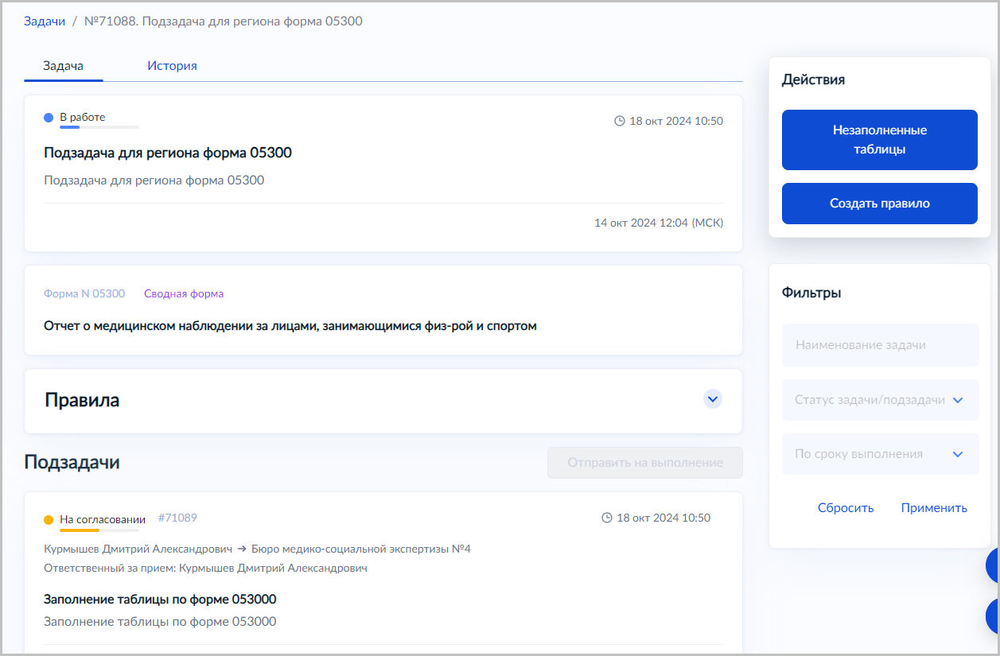 Задачи / №71088. Подзадача для региона форма 05300
Задача История
В работе
18 окт 2024 10:50
Подзадача для региона форма 05300
Подзадача для региона форма 05300
14 окт 2024 12:04 (МСК)
Форма N 05300 Сводная форма
Отчет о медицинском наблюдении за лицами, занимающимися физ-рой и спортом
Правила
Подзадачи
Отправить на выполнение
На согласовании #71089
18 окт 2024 10:50
Курмышев Дмитрий Александрович → Бюро медико-социальной экспертизы №4
Ответственный за прием: Курмышев Дмитрий Александрович
Заполнение таблицы по форме 053000
Заполнение таблицы по форме 053000
Действия
Незаполненные
таблицы
Создать правило
Фильтры
Наименование задачи
Статус задачи/подзадачи
По сроку выполнения
Сбросить Применить